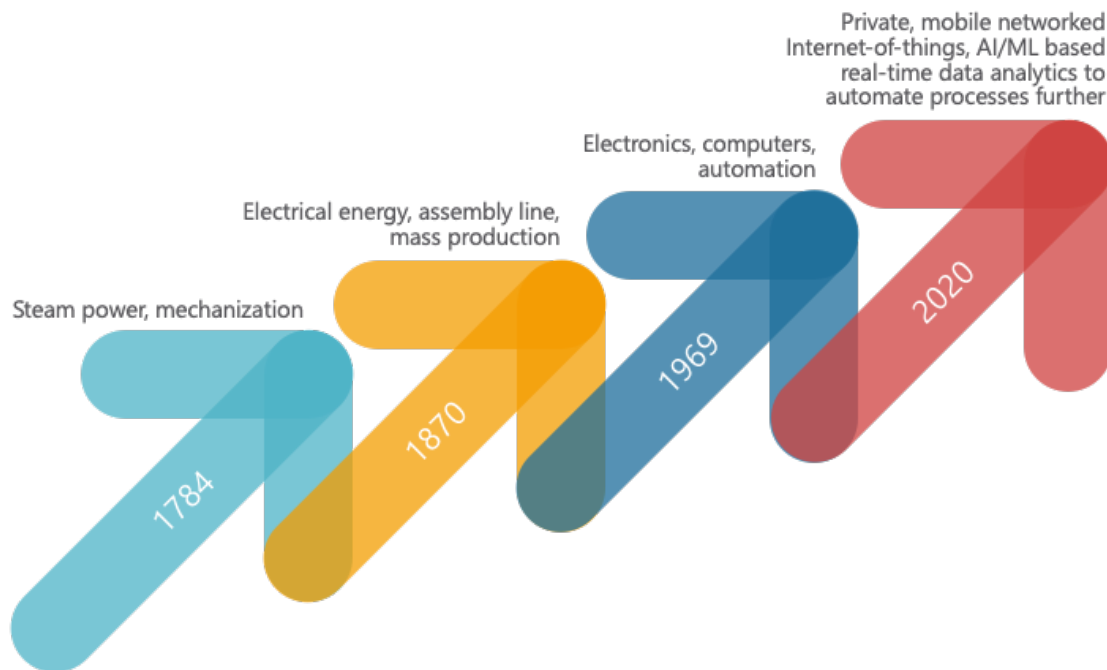 Private, mobile networked
Internet-of-things, AI/ML based
real-time data analytics to
automate processes further
Electronics, computers,
automation
Electrical energy, assembly line,
mass production
Steam power, mechanization
1784
1870
1969
2020